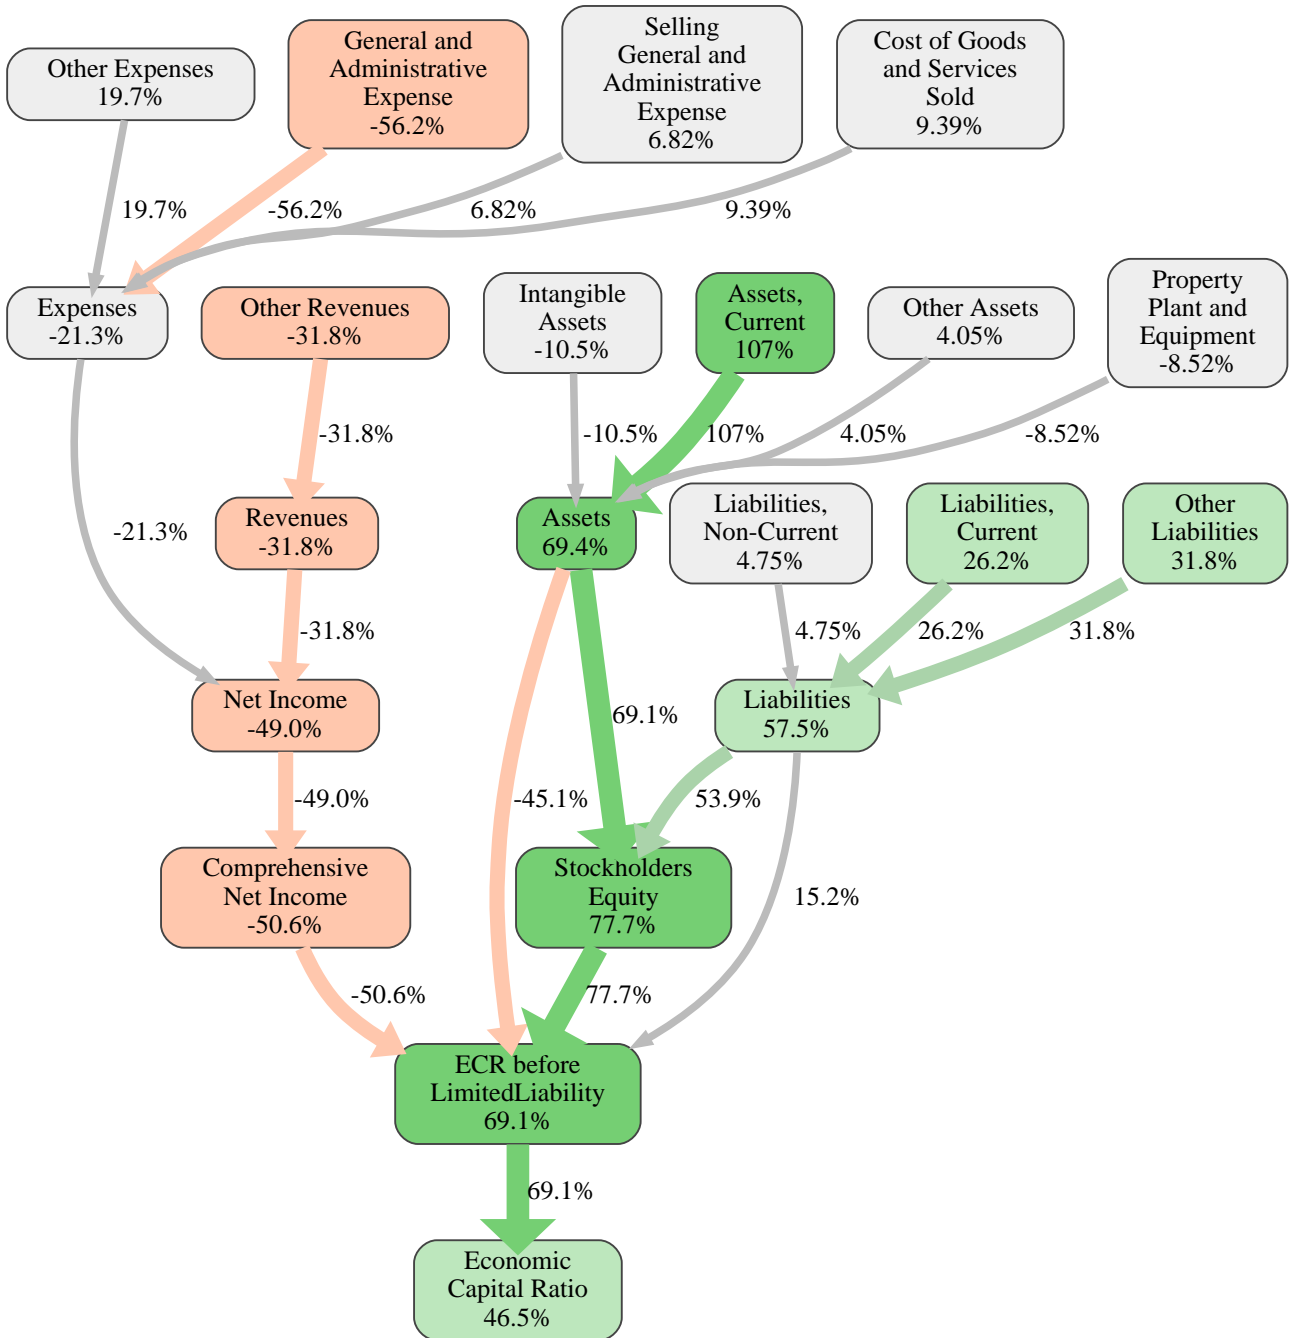 Other Expenses
19.7%
General and
Administrative
Expense
-56.2%
Selling
General and
Administrative
Expense
6.82%
Cost of Goods
and Services
Sold
9.39%
19.7%
-56.2%
6.82%
9.39%
Expenses
-21.3%
Other Revenues
-31.8%
Intangible
Assets
-10.5%
Assets,
Current
107%
Other Assets
4.05%
Property
Plant and
Equipment
-8.52%
-31.8%
-10.5%
107%
4.05%
-8.52%
-21.3%
Revenues
-31.8%
Assets
69.4%
Liabilities,
Non-Current
4.75%
Liabilities,
Current
26.2%
Other
Liabilities
31.8%
-31.8%
4.75%
26.2%
31.8%
Net Income
-49.0%
69.1%
Liabilities
57.5%
-49.0%
-45.1%
53.9%
Comprehensive
Net Income
-50.6%
Stockholders
Equity
77.7%
15.2%
-50.6%
77.7%
ECR before
LimitedLiability
69.1%
69.1%
Economic
Capital Ratio
46.5%